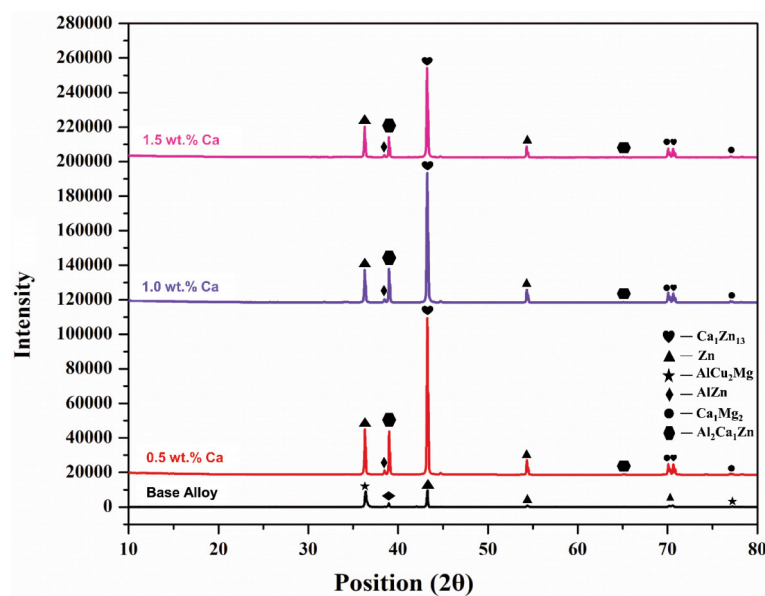 280000
260000
240000
220000
200000
180000
160000
140000
120000
100000
80000
60000
40000
20000
0
Intensity
1.5 wt.% Ca
1.0 wt.% Ca
0.5 wt.% Ca
Base Alloy
— Ca₁Zn₁₃
— Zn
— AlCu₂Mg
— AlZn
— Ca₁Mg₂
— Al₂Ca₁Zn
10 20 30 40 50 60 70 80
Position (2θ)